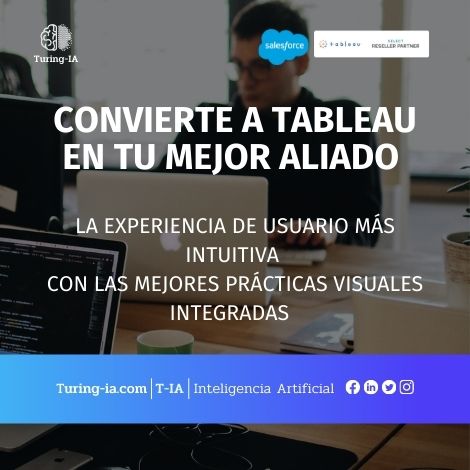 Turing-IA
salesforce
tableau
SELECT
RESELLER PARTNER
CONVIERTE A TABLEAU
EN TU MEJOR ALIADO
LA EXPERIENCIA DE USUARIO MÁS
INTUITIVA
CON LAS MEJORES PRÁCTICAS VISUALES
INTEGRADAS
Turing-ia.com|T-IA|Inteligencia Artificial